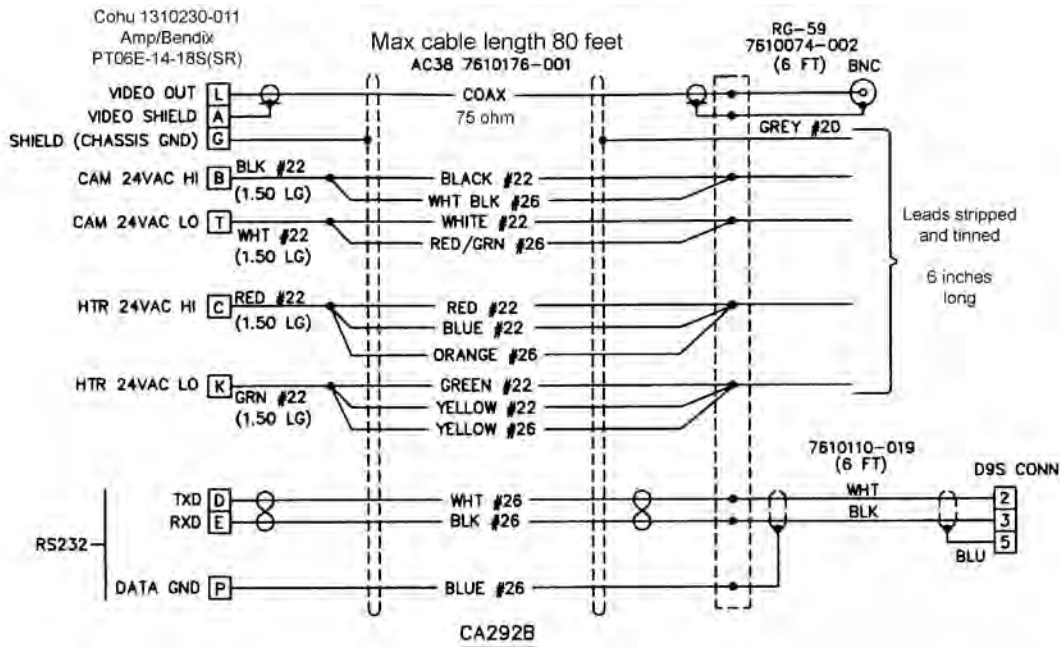 Cohu 1310230-011
Amp/Bendix
PT06E-14-18S(SR)
Max cable length 80 feet
AC38 7610176-001
RG-59
7610074-002
(6 FT)
BNC
VIDEO OUT L
COAX
VIDEO SHIELD A
75 ohm
SHIELD (CHASSIS GND) G
GREY #20
CAM 24VAC HI B BLK #22
(1.50 LG)
BLACK #22
WHT BLK #26
CAM 24VAC LO T
WHT #22
(1.50 LG)
WHITE #22
RED/GRN #26
Leads stripped
and tinned
6 inches
long
HTR 24VAC HI C RED #22
(1.50 LG)
RED #22
BLUE #22
ORANGE #26
HTR 24VAC LO K
GRN #22
(1.50 LG)
GREEN #22
YELLOW #22
YELLOW #26
7610110-019
(6 FT)
D9S CONN
TXD D
WHT #26
WHT
2
RXD E
BLK #26
BLK
3
RS232
BLU
5
DATA GND P
BLUE #26
CA292B